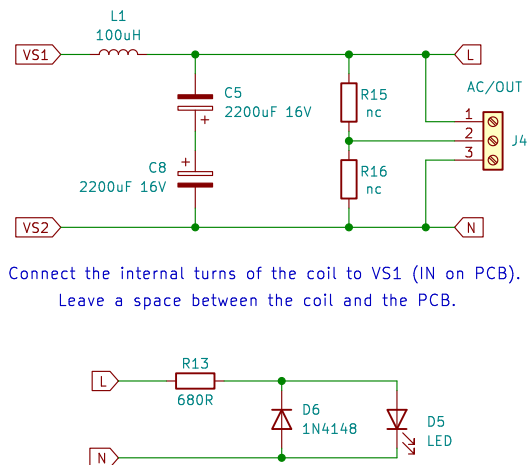 L1
100uH
VS1
L
C5
2200uF 16V
+
R15
nc
AC/OUT
1
2
3
J4
+
C8
2200uF 16V
R16
nc
VS2
N
Connect the internal turns of the coil to VS1 (IN on PCB).
Leave a space between the coil and the PCB.
R13
L
680R
D6
1N4148
D5
LED
N